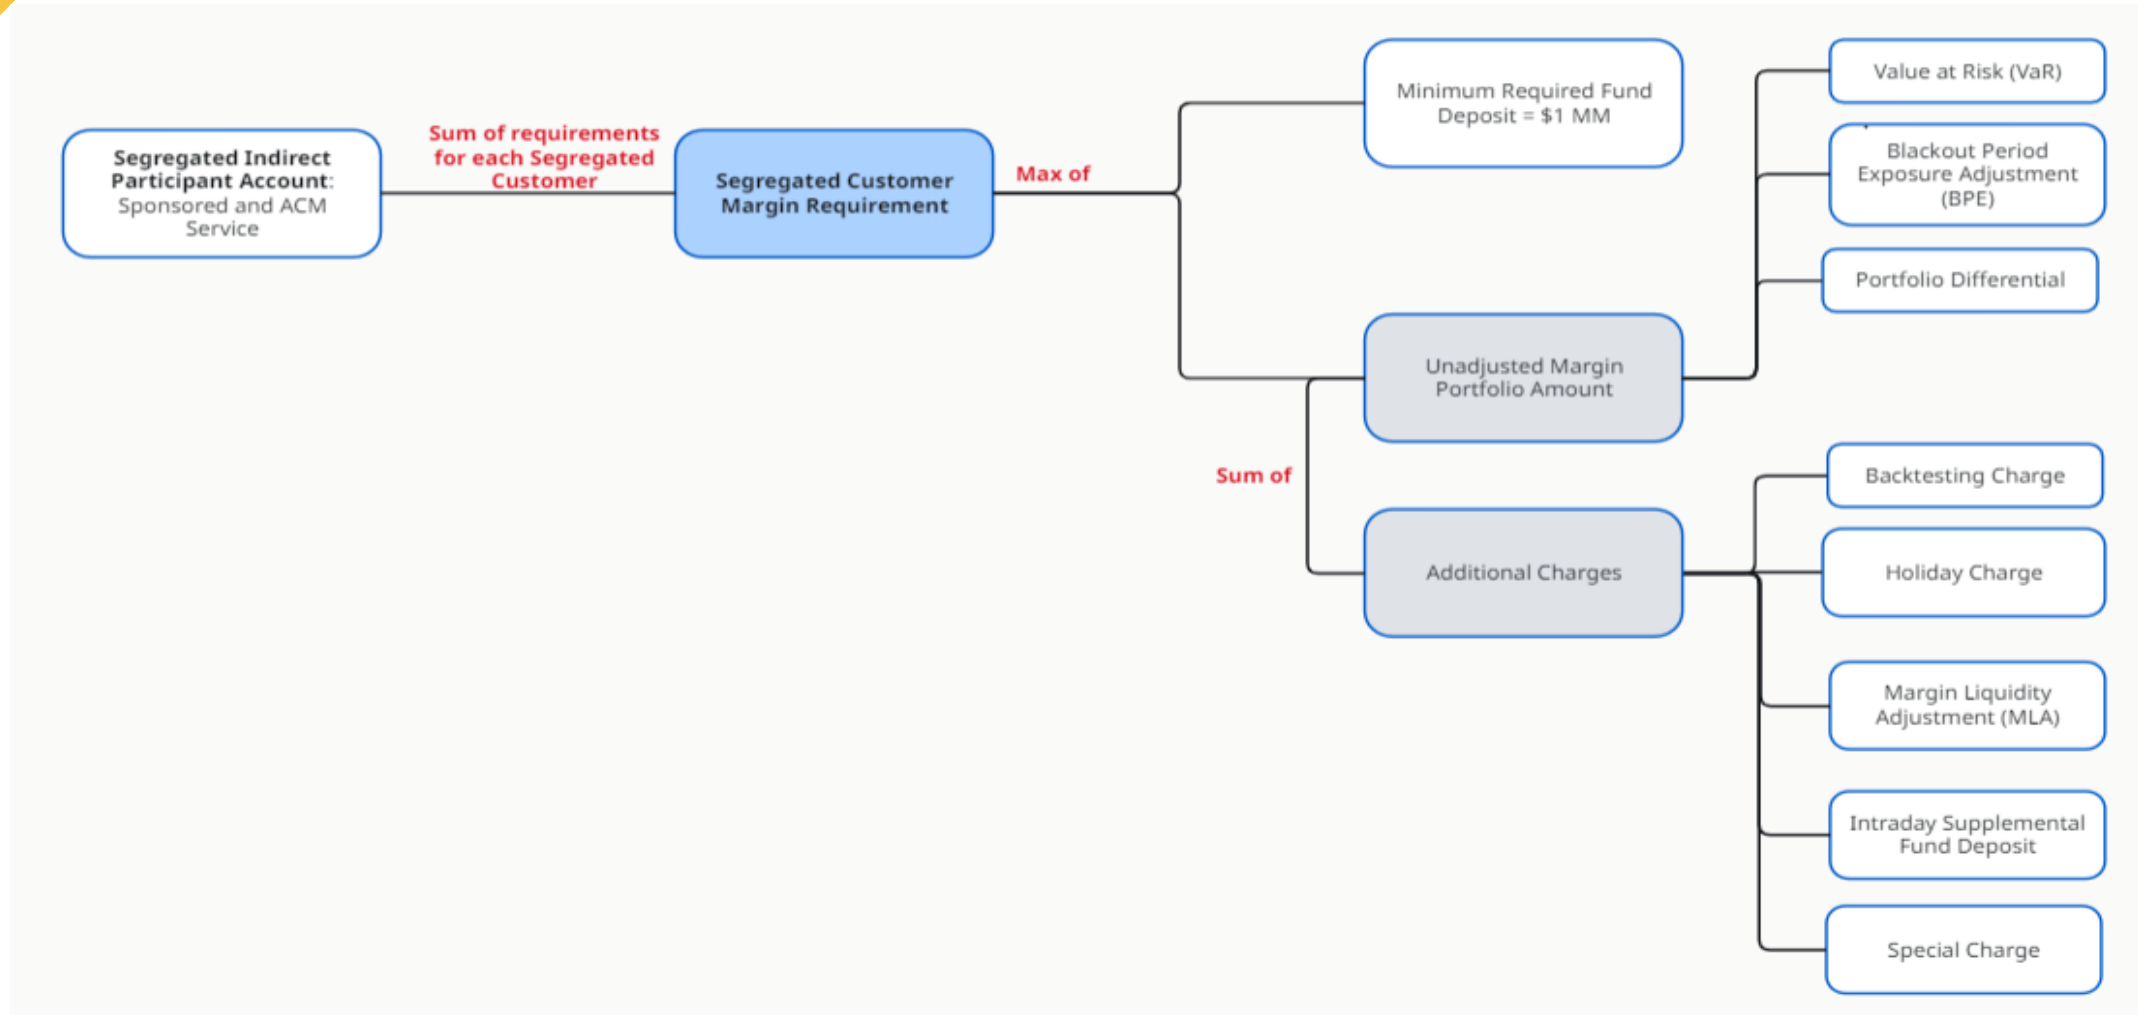 Segregated Indirect
Participant Account:
Sponsored and ACM
Service
Sum of requirements
for each Segregated
Customer
Segregated Customer
Margin Requirement
Max of
Minimum Required Fund
Deposit = $1 MM
Unadjusted Margin
Portfolio Amount
Sum of
Additional Charges
Value at Risk (VaR)
Blackout Period
Exposure Adjustment
(BPE)
Portfolio Differential
Backtesting Charge
Holiday Charge
Margin Liquidity
Adjustment (MLA)
Intraday Supplemental
Fund Deposit
Special Charge